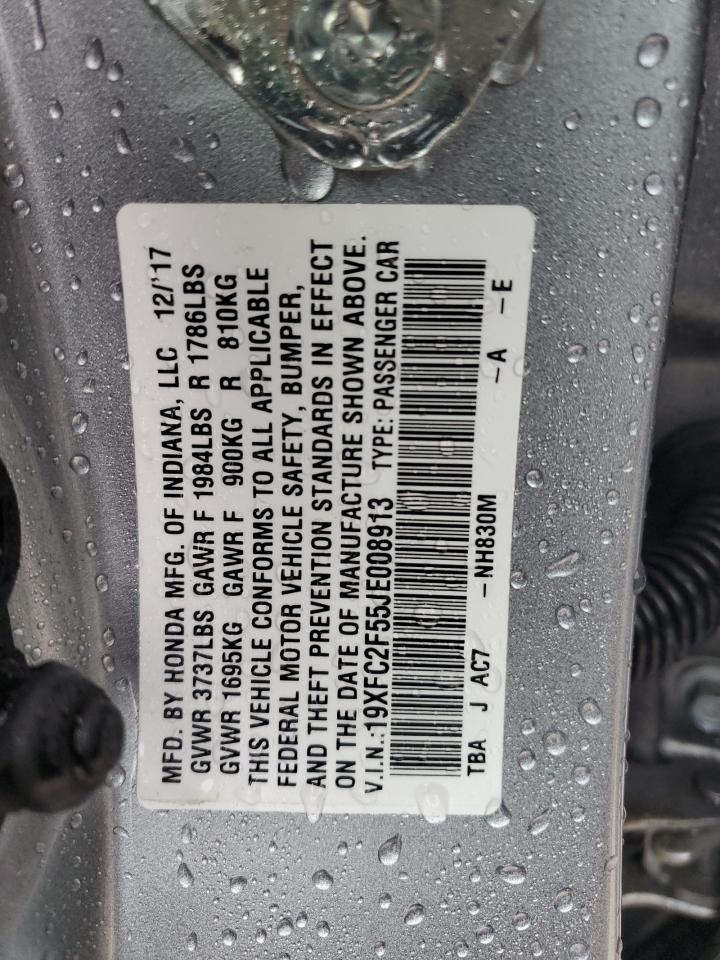 MFD. BY HONDA MFG. OF INDIANA, LLC 12/'17
GVWR 3737LBS GAWR F 1984LBS R 1786LBS
GVWR 1695KG GAWR F 900KG R 810KG
THIS VEHICLE CONFORMS TO ALL APPLICABLE
FEDERAL MOTOR VEHICLE SAFETY, BUMPER,
AND THEFT PREVENTION STANDARDS IN EFFECT
ON THE DATE OF MANUFACTURE SHOWN ABOVE.
V.I.N.:19XFC2F55JE008913 TYPE: PASSENGER CAR
TBA J AC7 -NH830M -A -E